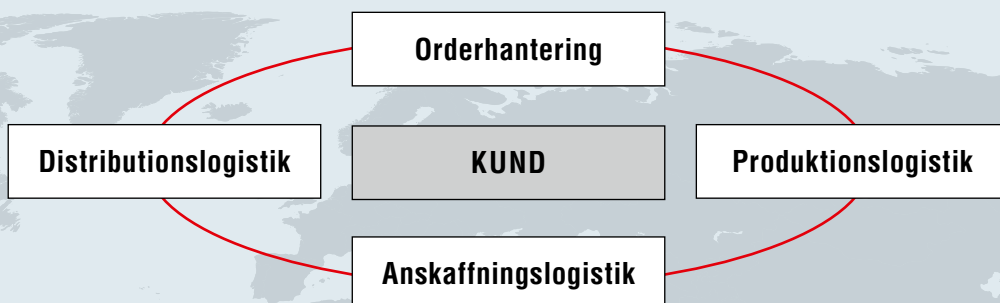 Orderhantering
Distributionslogistik
KUND
Produktionslogistik
Anskaffningslogistik